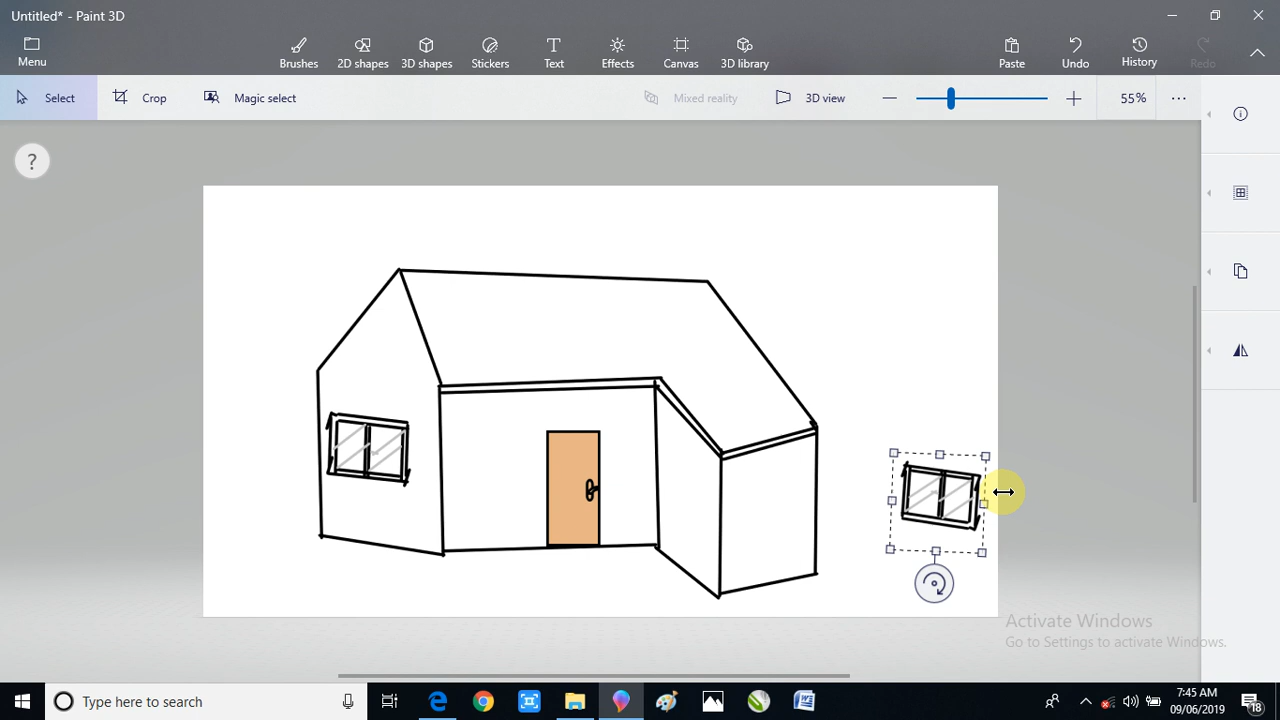 Untitled* - Paint 3D
Menu
Brushes
2D shapes
3D shapes
Stickers
Text
Effects
Canvas
3D library
Paste
Undo
History
Redo
Select
Crop
Magic select
Mixed reality
3D view
55%
?
Activate Windows
Go to Settings to activate Windows.
Type here to search
7:45 AM
09/06/2019
18